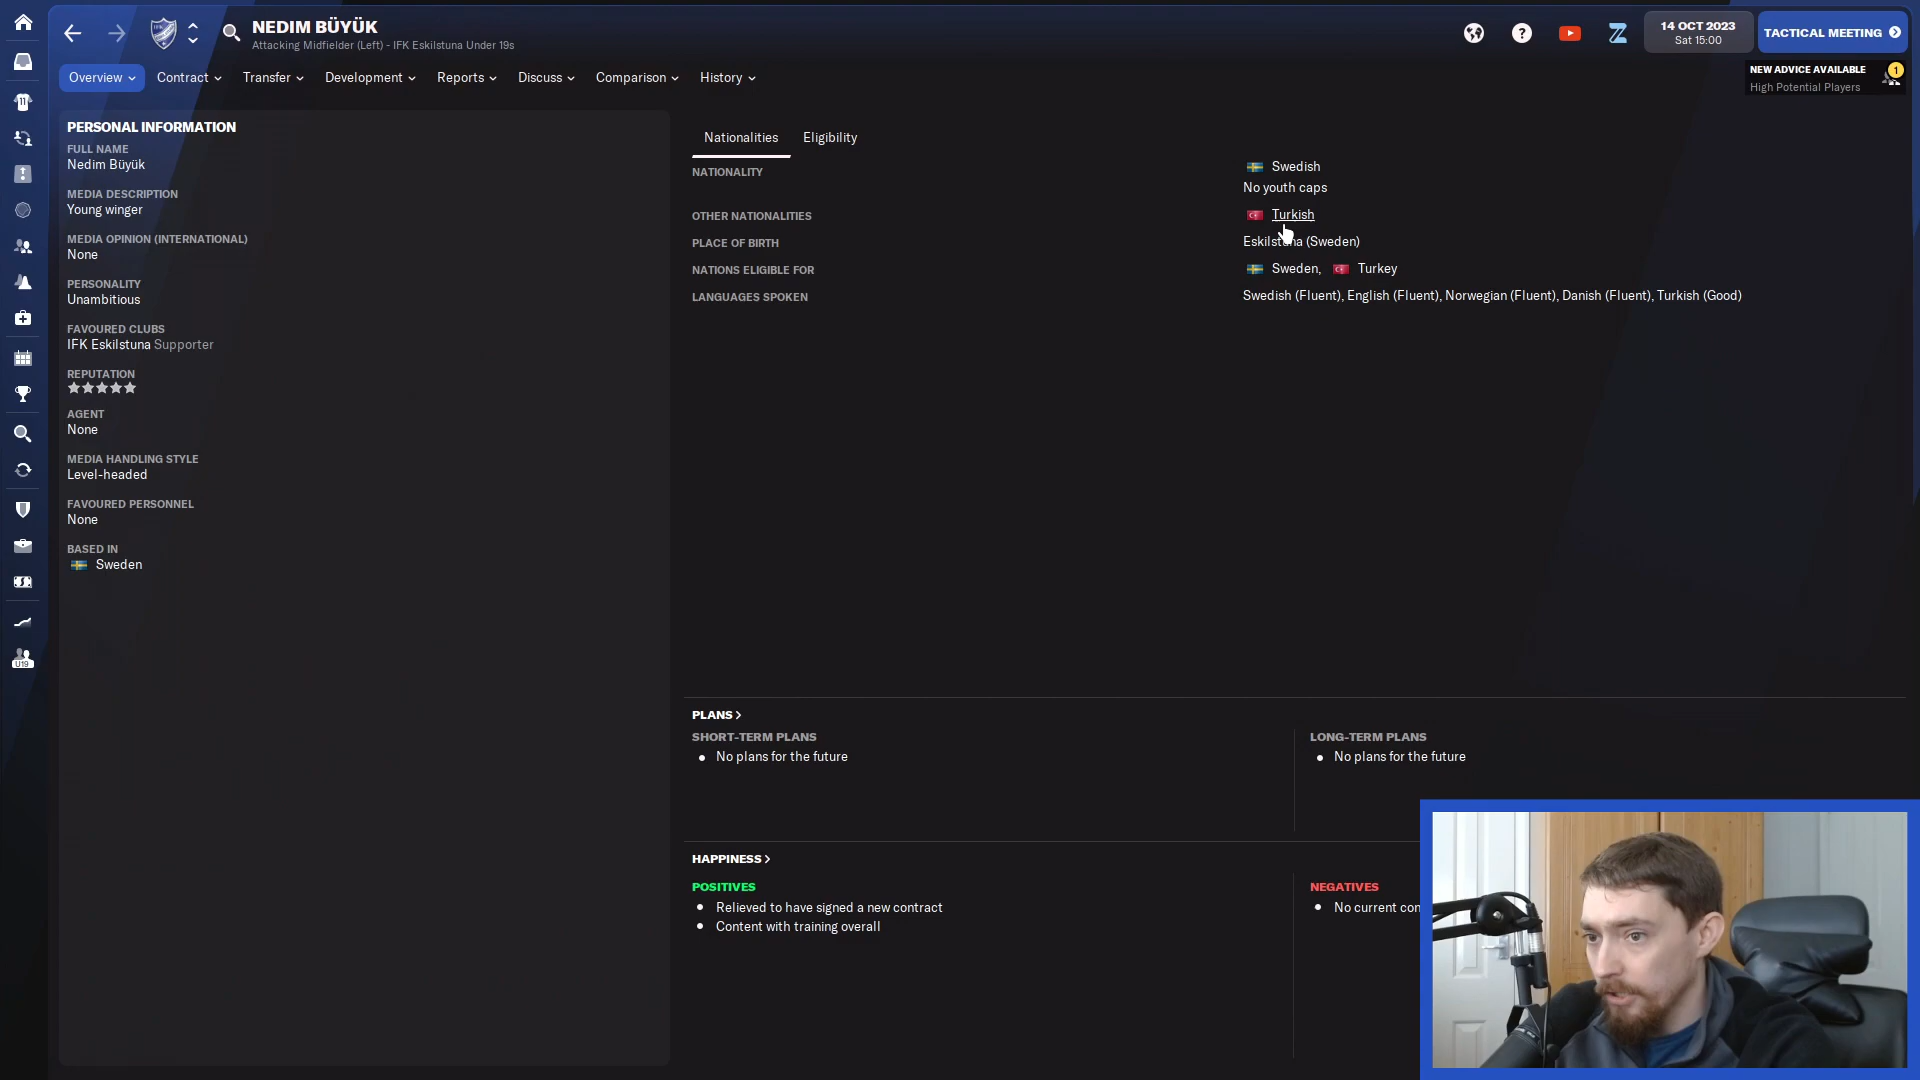 NEDIM BÜYÜK
Attacking Midfielder (Left) - IFK Eskilstuna Under 19s
14 OCT 2023
Sat 15:00
TACTICAL MEETING
Overview
Contract
Transfer
Development
Reports
Discuss
Comparison
History
NEW ADVICE AVAILABLE
High Potential Players
1
PERSONAL INFORMATION
FULL NAME
Nedim Büyük
MEDIA DESCRIPTION
Young winger
MEDIA OPINION (INTERNATIONAL)
None
PERSONALITY
Unambitious
FAVOURED CLUBS
IFK Eskilstuna Supporter
REPUTATION
AGENT
None
MEDIA HANDLING STYLE
Level-headed
FAVOURED PERSONNEL
None
BASED IN
Sweden
Nationalities
Eligibility
NATIONALITY
Swedish
No youth caps
OTHER NATIONALITIES
Turkish
PLACE OF BIRTH
Eskilstuna (Sweden)
NATIONS ELIGIBLE FOR
Sweden, Turkey
LANGUAGES SPOKEN
Swedish (Fluent), English (Fluent), Norwegian (Fluent), Danish (Fluent), Turkish (Good)
PLANS
SHORT-TERM PLANS
No plans for the future
LONG-TERM PLANS
No plans for the future
HAPPINESS
POSITIVES
Relieved to have signed a new contract
Content with training overall
NEGATIVES
No current con
U19